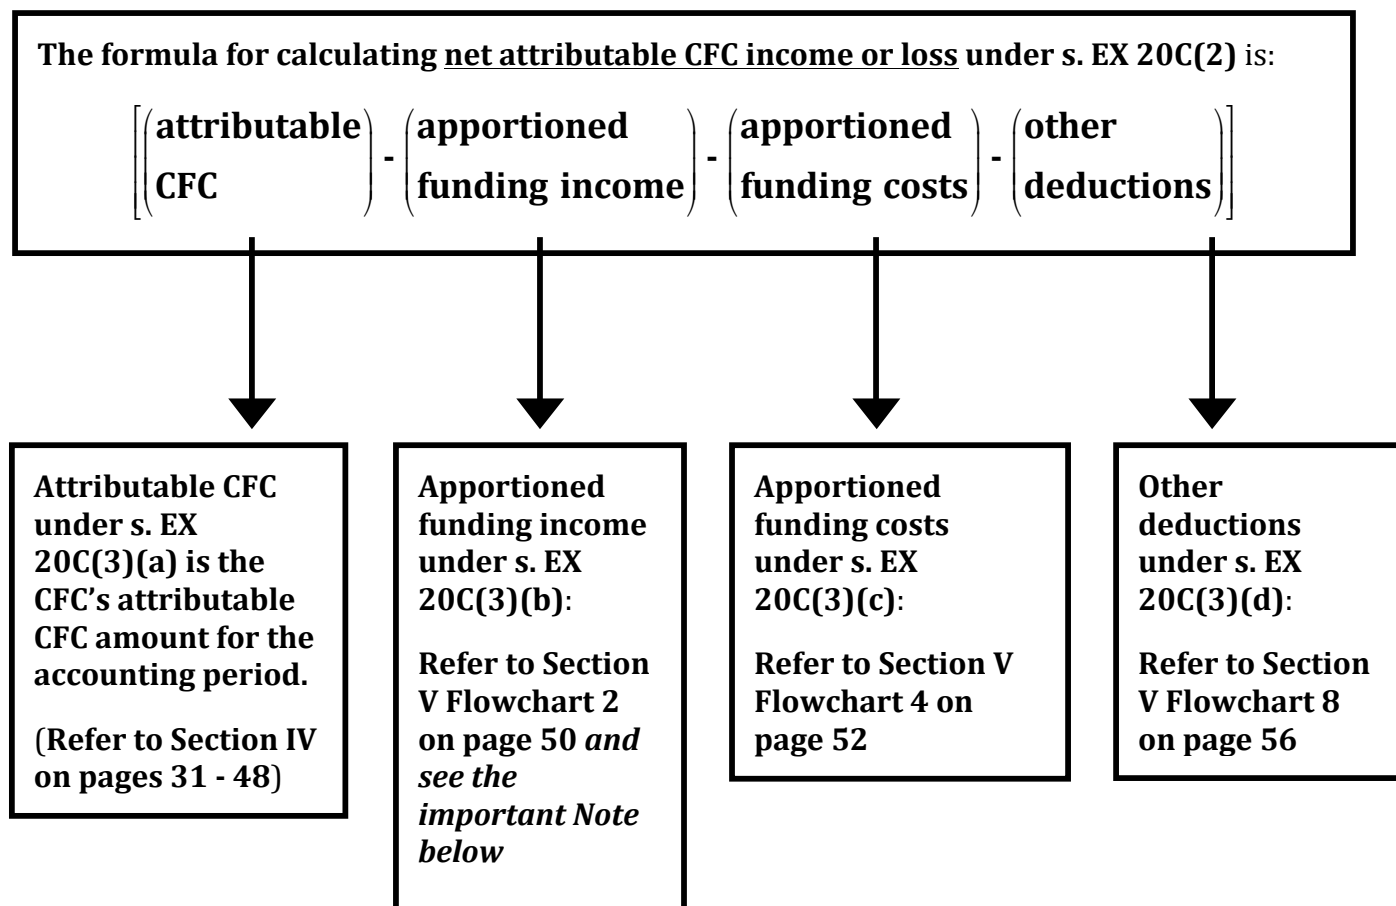 The formula for calculating net attributable CFC income or loss under s. EX 20C(2) is:
[(attributable CFC) - (apportioned funding income) - (apportioned funding costs) - (other deductions)]
Attributable CFC
under s. EX
20C(3)(a) is the
CFC’s attributable
CFC amount for the
accounting period.
(Refer to Section IV
on pages 31 - 48)
Apportioned
funding income
under s. EX
20C(3)(b):
Refer to Section
V Flowchart 2
on page 50 and
see the
important Note
below
Apportioned
funding costs
under s. EX
20C(3)(c):
Refer to Section V
Flowchart 4 on
page 52
Other
deductions
under s. EX
20C(3)(d):
Refer to Section
V Flowchart 8
on page 56